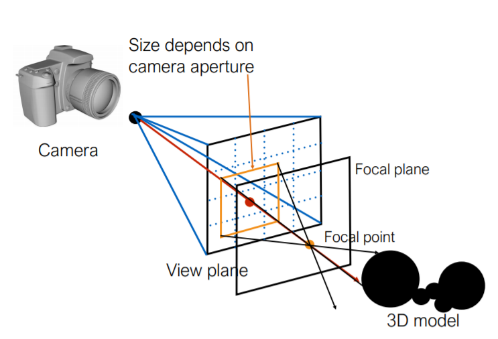 Size depends on
camera aperture
Camera
Focal plane
Focal point
View plane
3D model